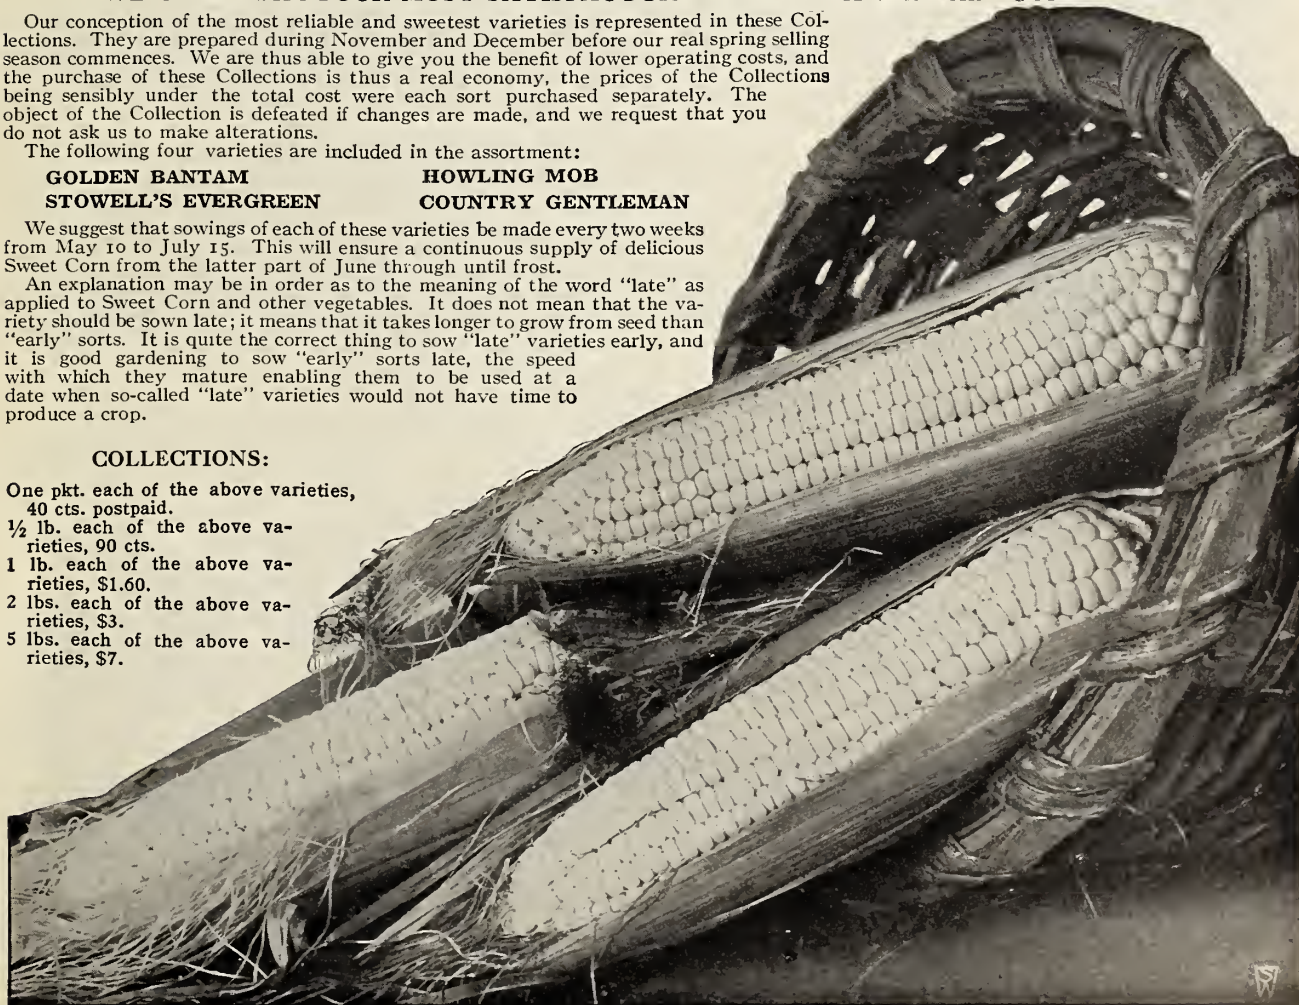 Our conception of the most reliable and sweetest varieties is represented in these Col-
lections. They are prepared during November and December before our real spring selling
season commences. We are thus able to give you the benefit of lower operating costs, and
the purchase of these Collections is thus a real economy, the prices of the Collections
being sensibly under the total cost were each sort purchased separately. The
object of the Collection is defeated if changes are made, and we request that you
do not ask us to make alterations.
The following four varieties are included in the assortment:
GOLDEN BANTAM HOWLING MOB
STOWELL'S EVERGREEN COUNTRY GENTLEMAN
We suggest that sowings of each of these varieties be made every two weeks
from May 10 to July 15. This will ensure a continuous supply of delicious
Sweet Corn from the latter part of June through until frost.
An explanation may be in order as to the meaning of the word "late" as
applied to Sweet Corn and other vegetables. It does not mean that the va-
riety should be sown late; it means that it takes longer to grow from seed than
"early" sorts. It is quite the correct thing to sow "late" varieties early, and
it is good gardening to sow "early" sorts late, the speed
with which they mature enabling them to be used at a
date when so-called "late" varieties would not have time to
produce a crop.
COLLECTIONS:
One pkt. each of the above varieties,
40 cts. postpaid.
½ lb. each of the above va-
rieties, 90 cts.
1 lb. each of the above va-
rieties, $1.60.
2 lbs. each of the above va-
rieties, $3.
5 lbs. each of the above va-
rieties, $7.